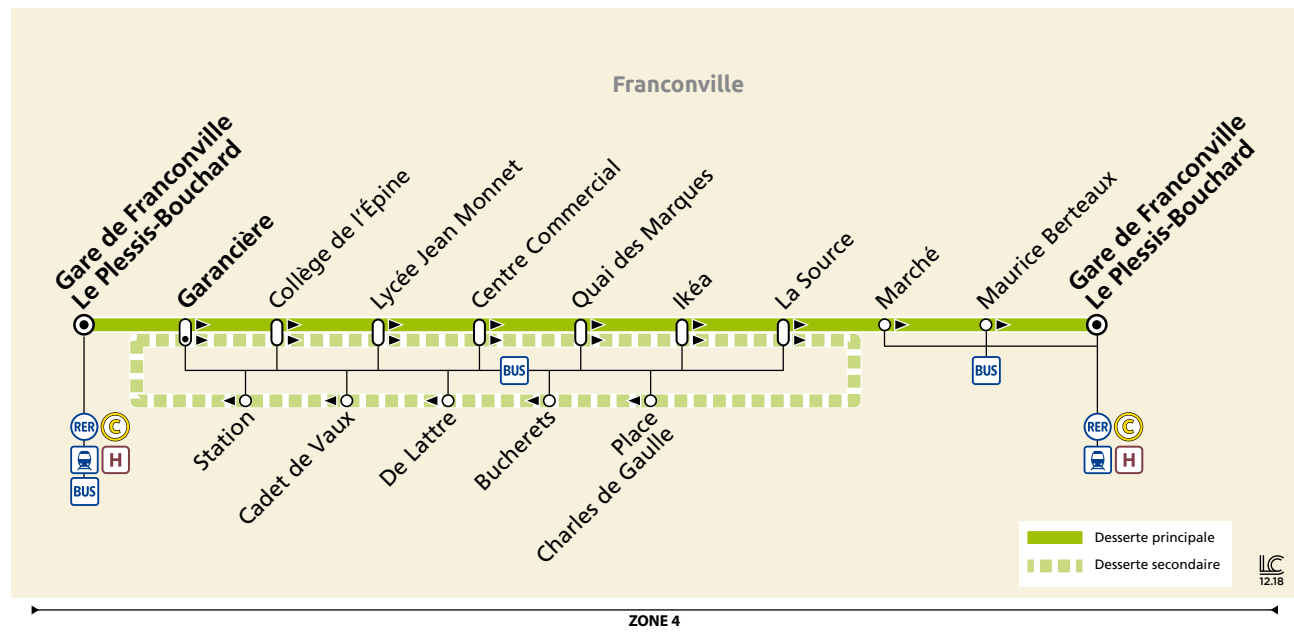 Franconville
Gare de Franconville
Le Plessis-Bouchard
Garancière
Collège de l'Épine
Lycée Jean Monnet
Centre Commercial
Quai des Marques
Ikéa
La Source
Marché
Maurice Berteaux
Gare de Franconville
Le Plessis-Bouchard
BUS
BUS
Station
Cadet de Vaux
De Lattre
Bucherets
Place
Charles de Gaulle
RER C
H
BUS
RER C
H
Desserte principale
Desserte secondaire
LC
12.18
ZONE 4